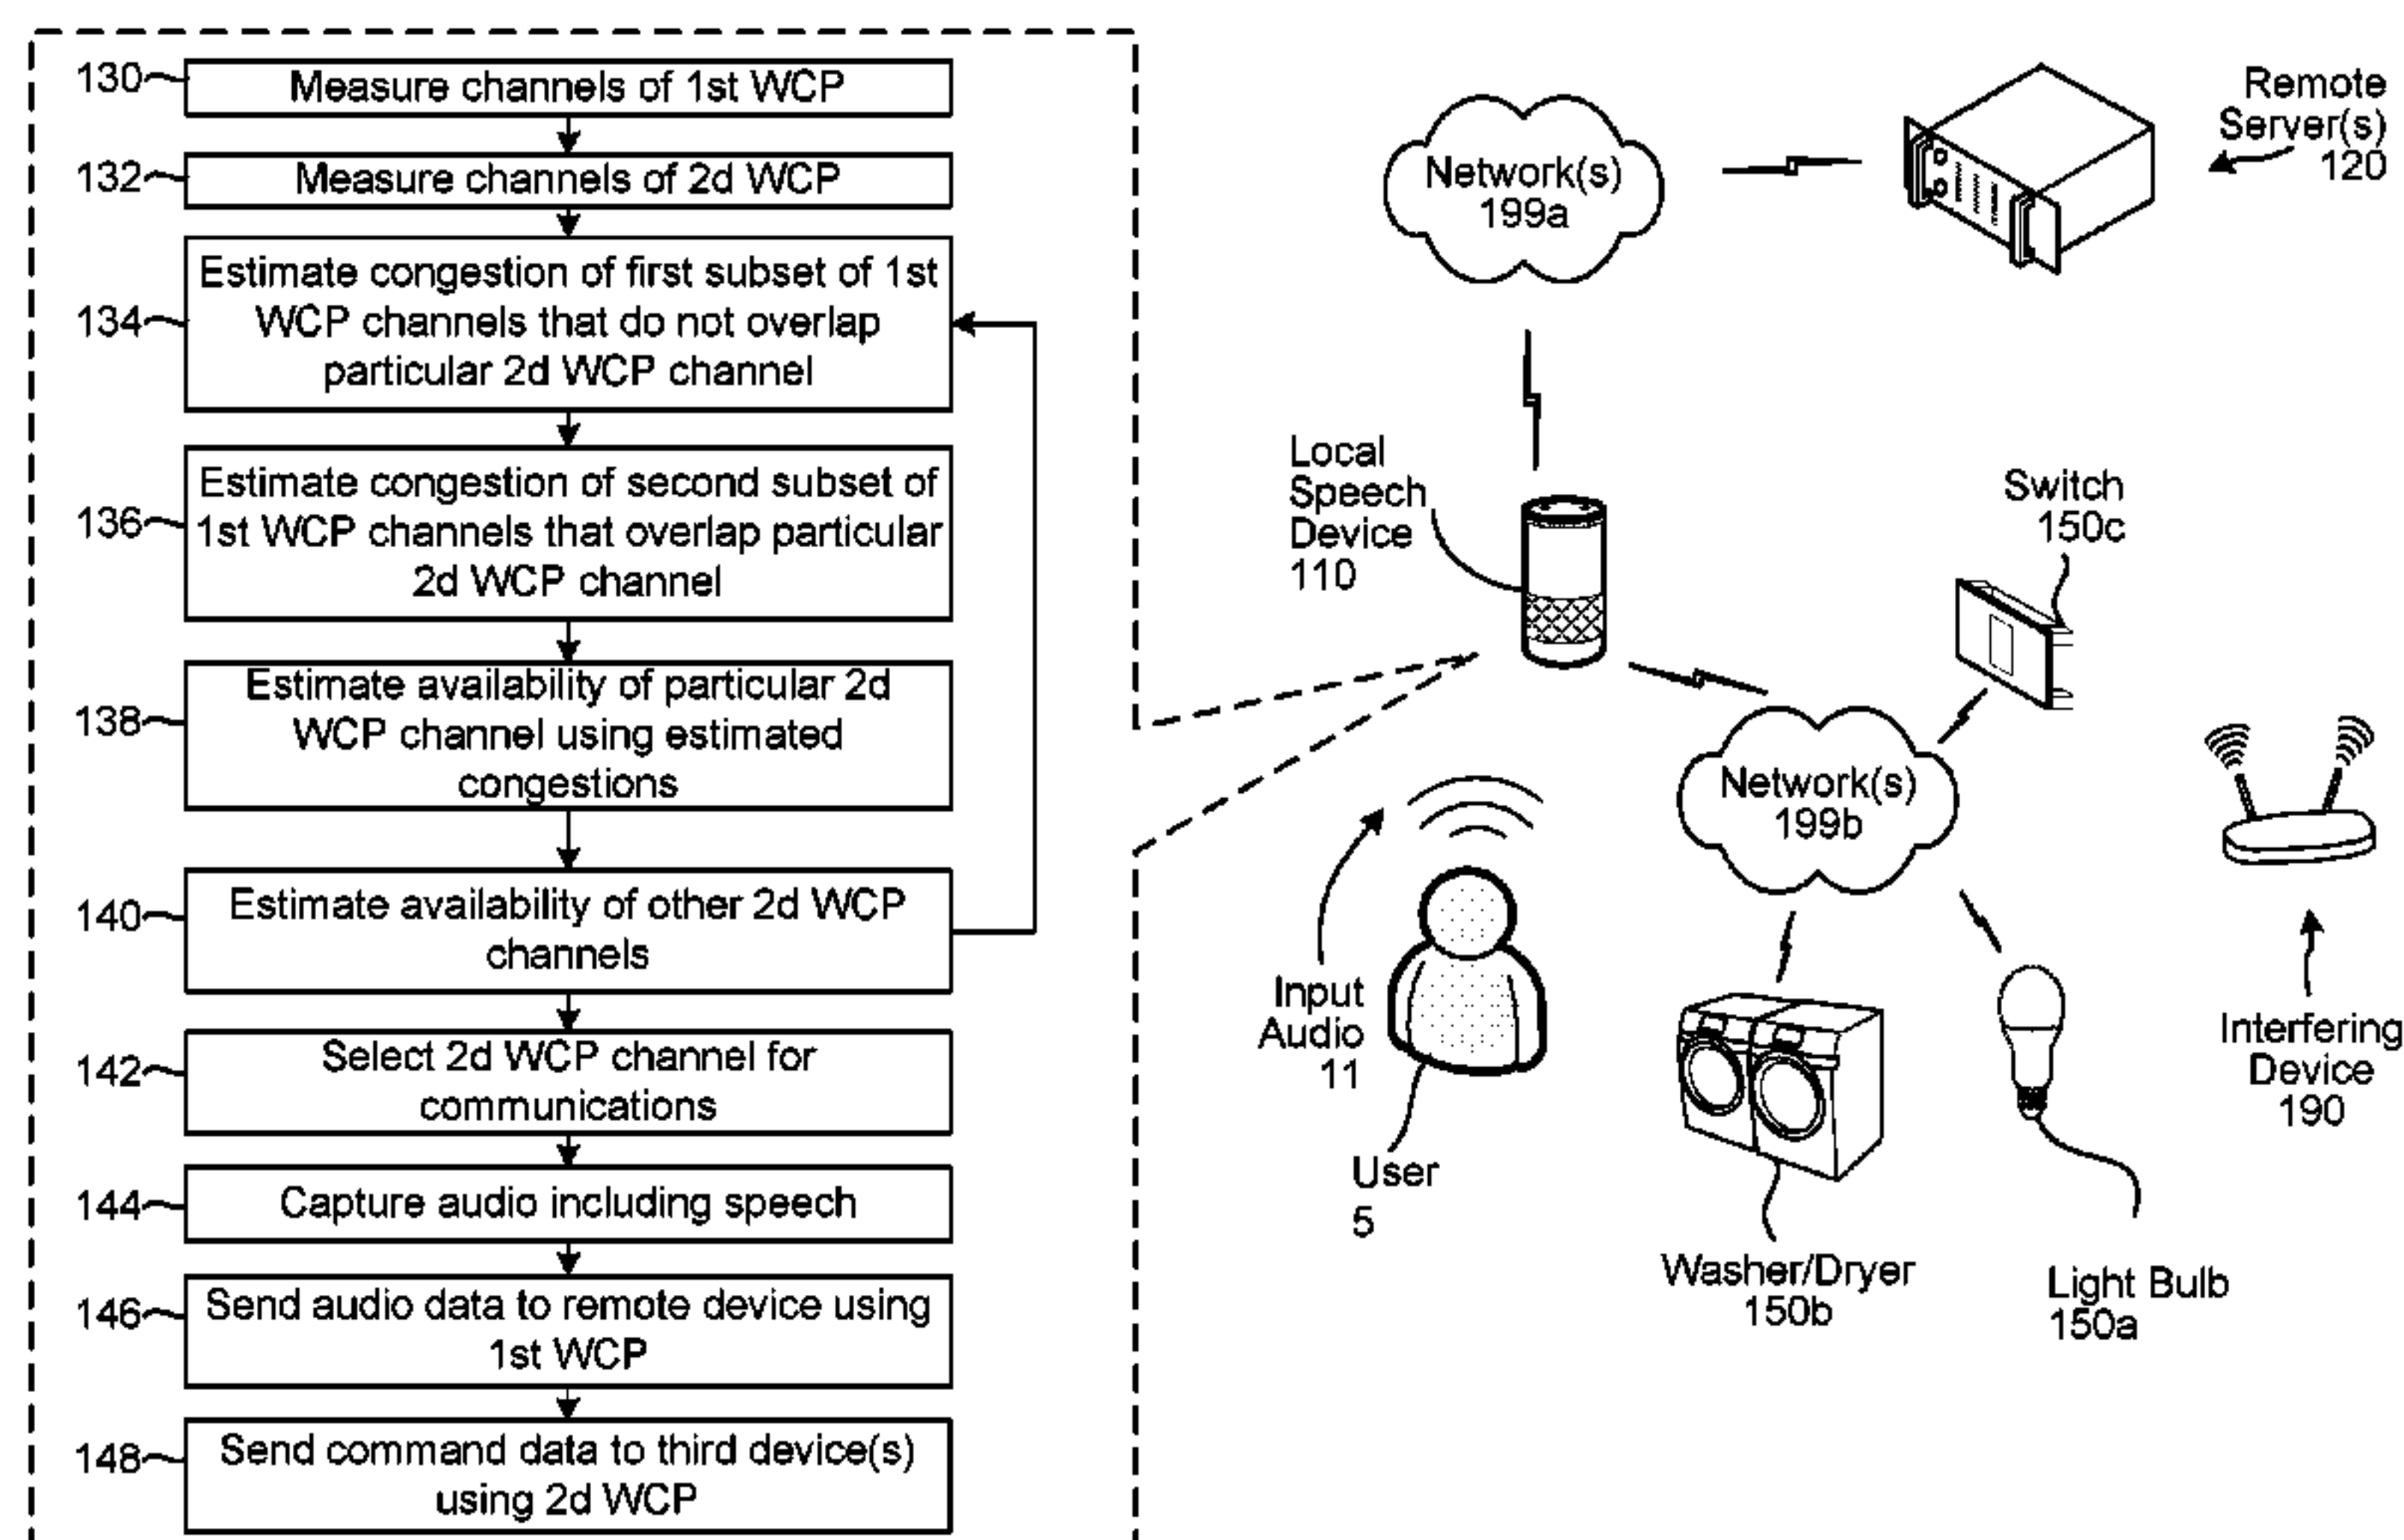 130
Measure channels of 1st WCP
132
Measure channels of 2d WCP
134
Estimate congestion of first subset of 1st
WCP channels that do not overlap
particular 2d WCP channel
136
Estimate congestion of second subset of
1st WCP channels that overlap particular
2d WCP channel
138
Estimate availability of particular 2d
WCP channel using estimated
congestions
140
Estimate availability of other 2d WCP
channels
142
Select 2d WCP channel for
communications
144
Capture audio including speech
146
Send audio data to remote device using
1st WCP
148
Send command data to third device(s)
using 2d WCP
Network(s)
199a
Remote
Server(s)
120
Local
Speech
Device
110
Switch
150c
Network(s)
199b
Input
Audio
11
User
5
Washer/Dryer
150b
Light Bulb
150a
Interfering
Device
190